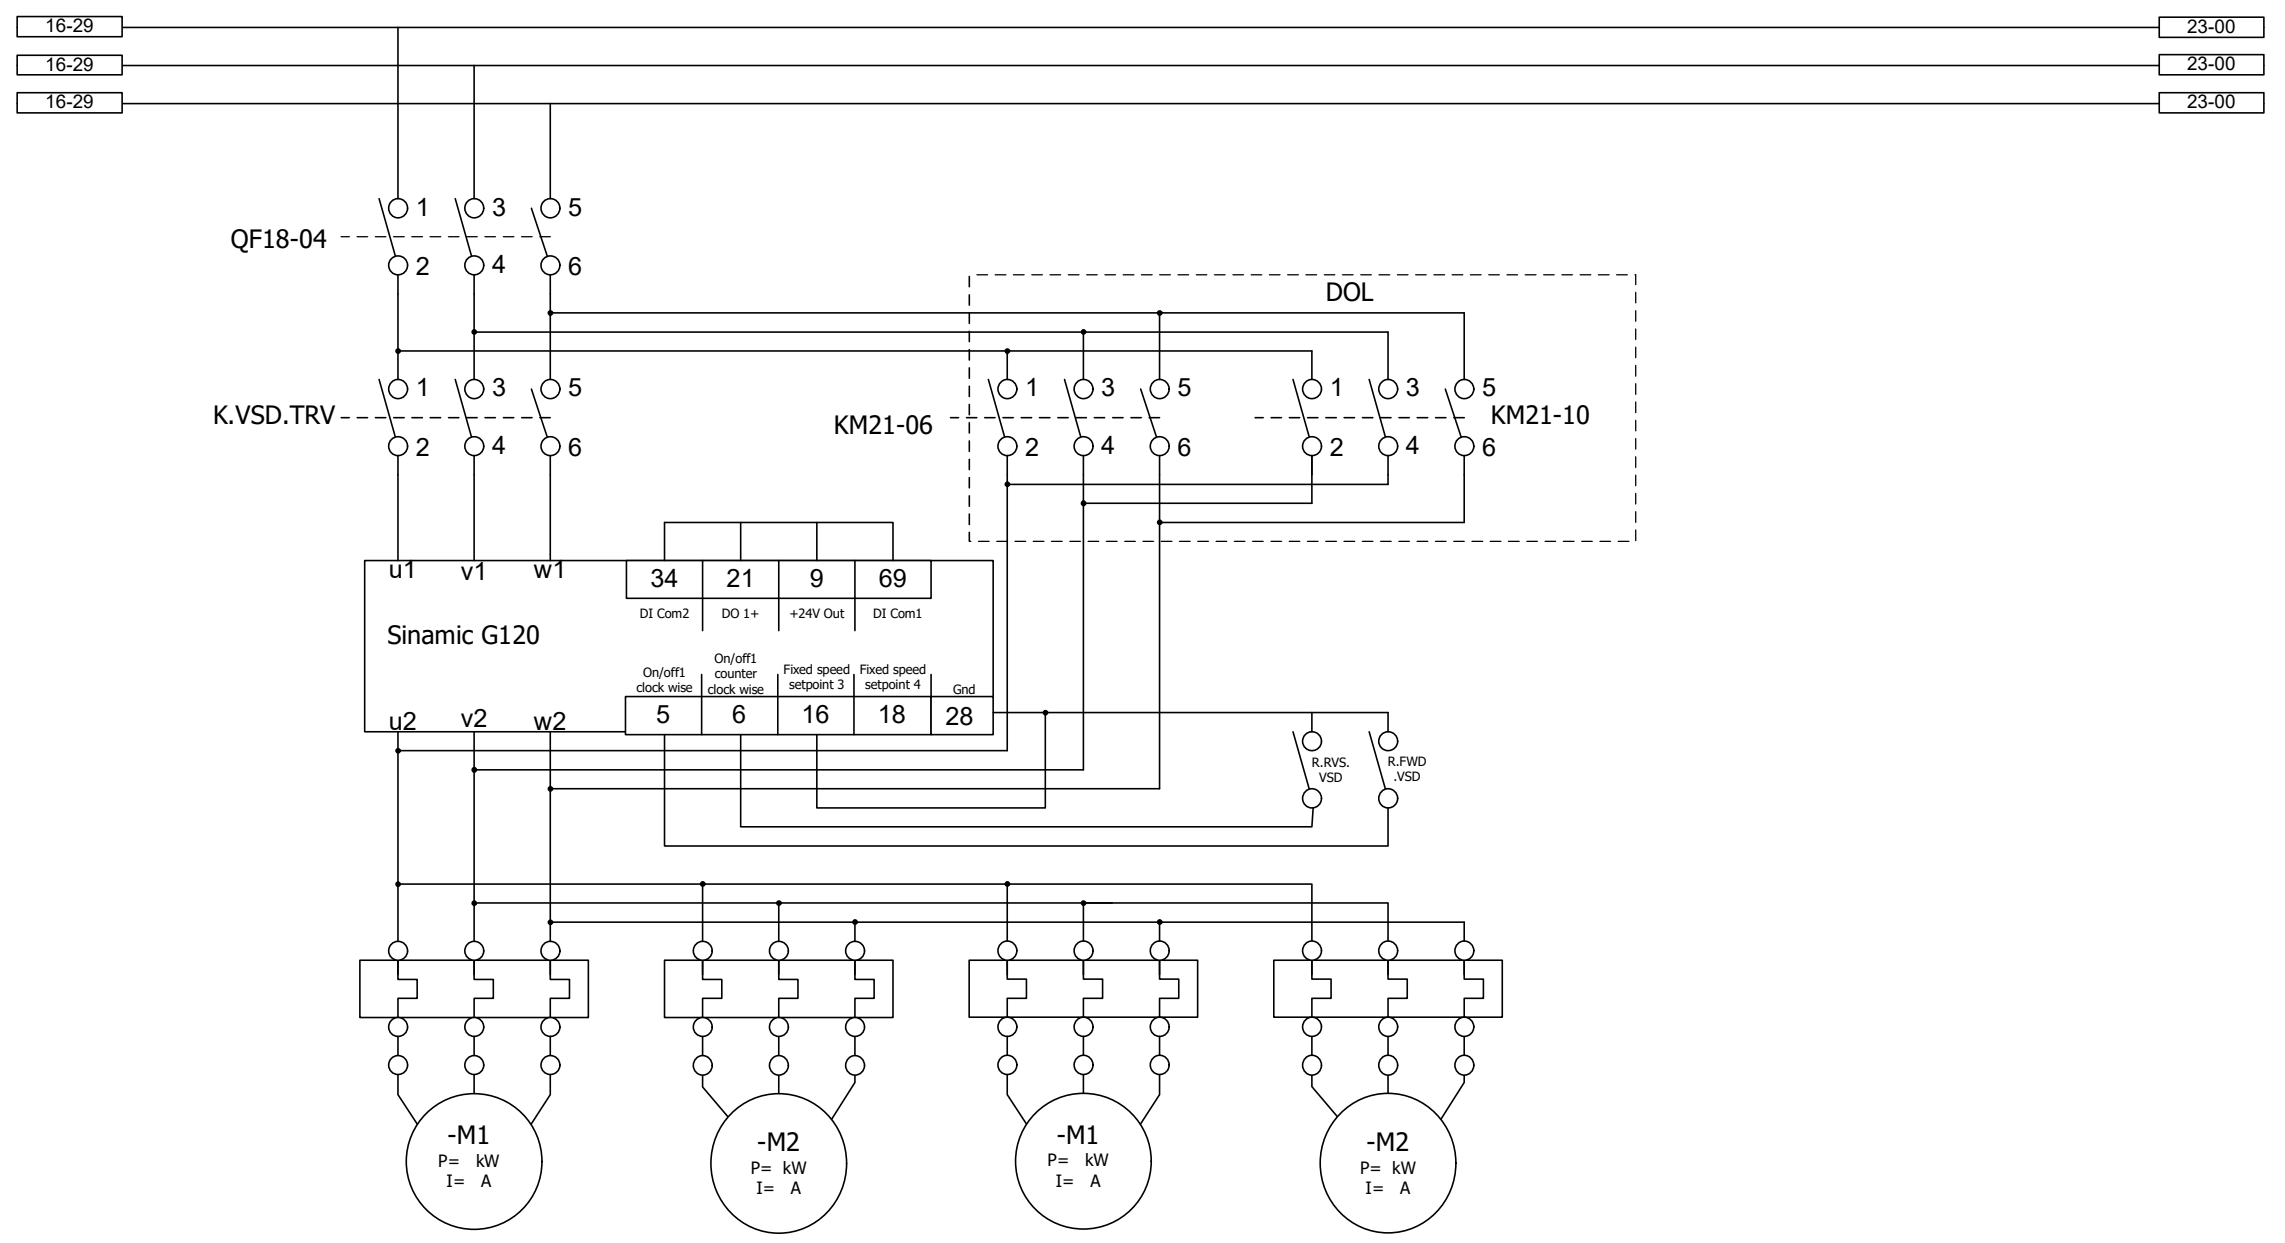 16-29 23-00
16-29 23-00
16-29 23-00
1 3 5
QF18-04
2 4 6
DOL
1 3 5 1 3 5
K.VSD.TRV KM21-06 KM21-10
2 4 6 2 4 6 2 4 6
u1 v1 w1 34 21 9 69
DI Com2 DO 1+ +24V Out DI Com1
Sinamic G120
On/off1
clock wise
On/off1
counter
clock wise
Fixed speed
setpoint 3
Fixed speed
setpoint 4
Gnd
u2 v2 w2 5 6 16 18 28
R.RVS.
VSD
R.FWD
.VSD
-M1
P= kW
I= A
-M2
P= kW
I= A
-M1
P= kW
I= A
-M2
P= kW
I= A